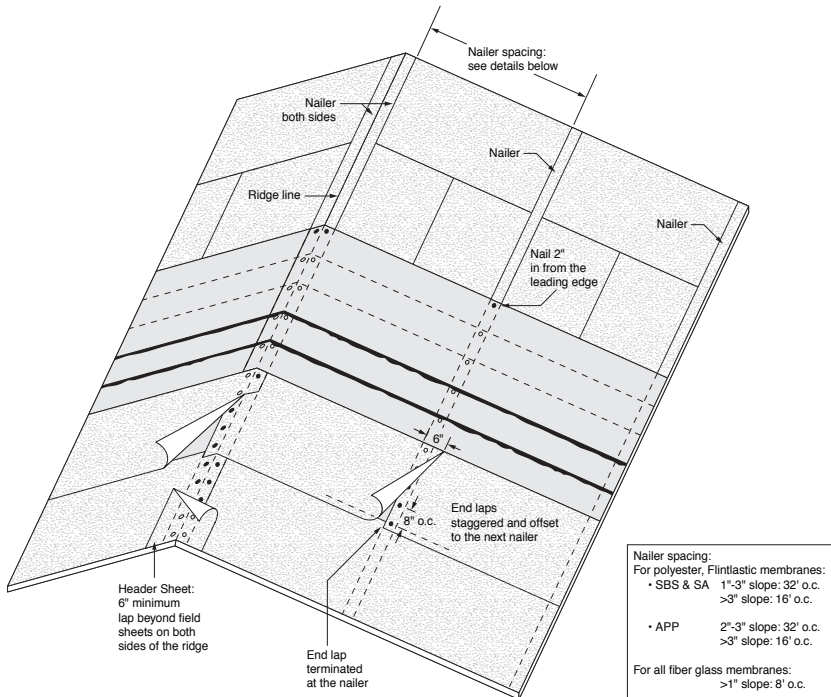 Nailer spacing:
see details below
Nailer
both sides
Nailer
Ridge line
Nailer
Nail 2"
in from the
leading edge
6"
8" o.c.
End laps
staggered and offset
to the next nailer
Header Sheet:
6" minimum
lap beyond field
sheets on both
sides of the ridge
End lap
terminated
at the nailer
Nailer spacing:
For polyester, Flintlastic membranes:
• SBS & SA 1"-3" slope: 32' o.c.
>3" slope: 16' o.c.
• APP 2"-3" slope: 32' o.c.
>3" slope: 16' o.c.
For all fiber glass membranes:
>1" slope: 8' o.c.